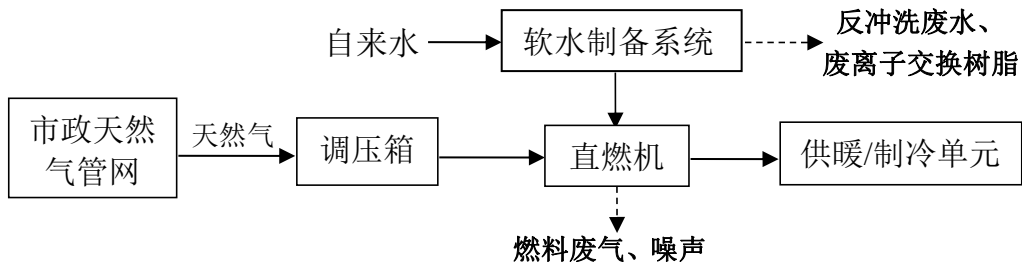 自来水
软水制备系统
反冲洗废水、
废离子交换树脂
市政天然
气管网
天然气
调压箱
直燃机
供暖/制冷单元
燃料废气、噪声